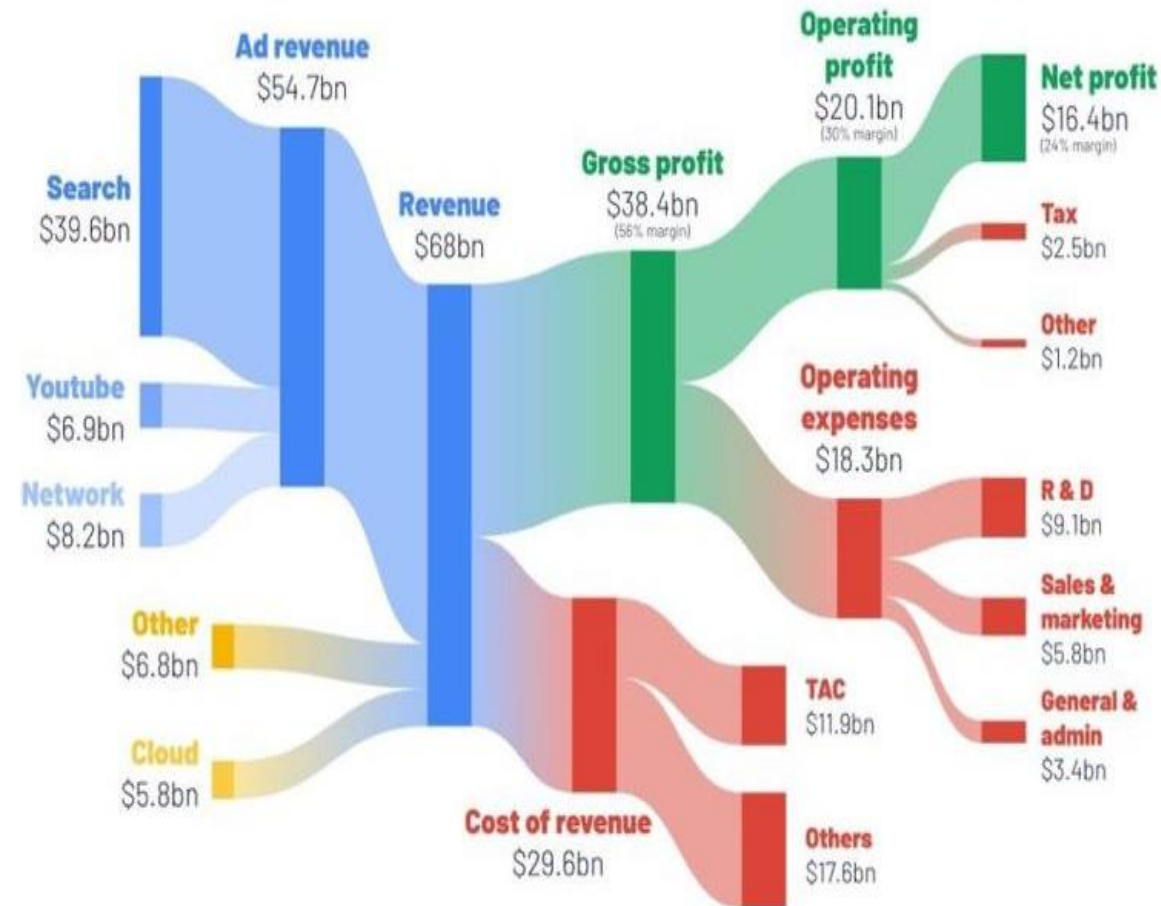 Ad revenue
$54.7bn
Search
$39.6bn
Youtube
$6.9bn
Network
$8.2bn
Other
$6.8bn
Cloud
$5.8bn
Revenue
$68bn
Gross profit
$38.4bn
(56% margin)
Cost of revenue
$29.6bn
TAC
$11.9bn
Others
$17.6bn
Operating
profit
$20.1bn
(30% margin)
Operating
expenses
$18.3bn
Net profit
$16.4bn
(24% margin)
Tax
$2.5bn
Other
$1.2bn
R & D
$9.1bn
Sales &
marketing
$5.8bn
General &
admin
$3.4bn